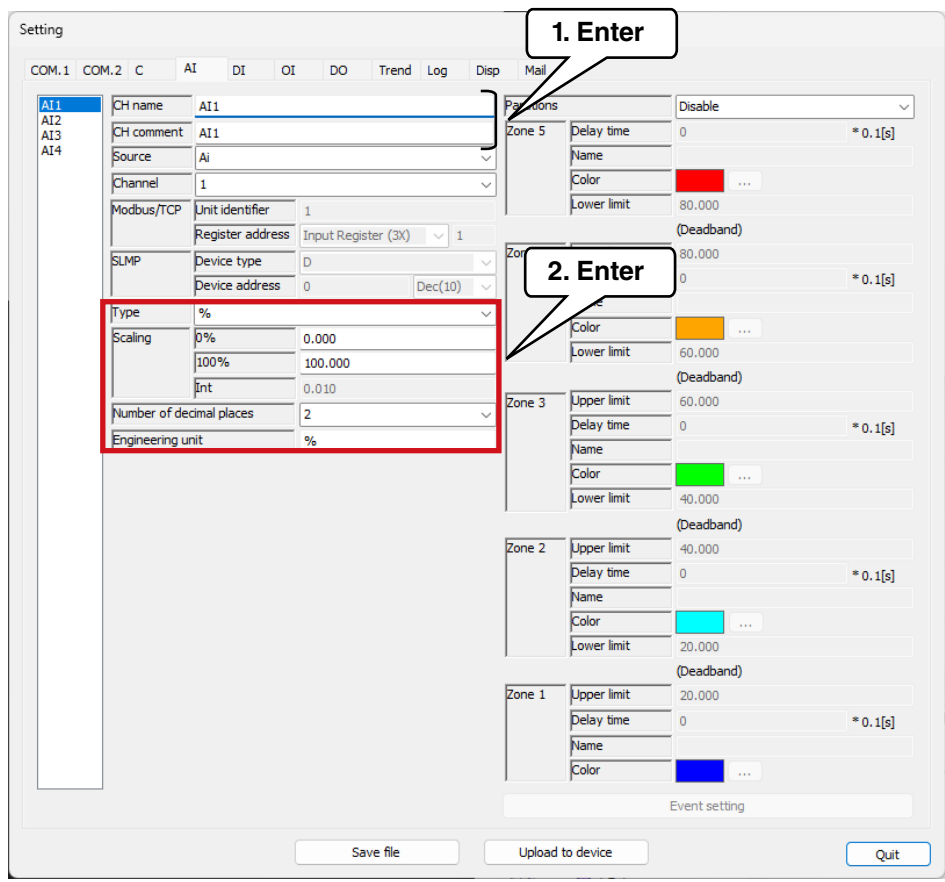 Setting
1. Enter
COM.1 COM.2 C AI DI OI DO Trend Log Disp Mail
AI1
AI2
AI3
AI4
CH name AI1
CH comment AI1
Source Ai
Channel 1
Modbus/TCP Unit identifier 1
Register address Input Register (3X) 1
SLMP Device type D
Device address 0 Dec(10)
Type %
Scaling 0% 0.000
100% 100.000
Int 0.010
Number of decimal places 2
Engineering unit %
2. Enter
Disable
Zone 5 Delay time 0 * 0.1[s]
Name
Color ...
Lower limit 80.000
(Deadband)
80.000
0 * 0.1[s]
Color ...
Lower limit 60.000
(Deadband)
Zone 3 Upper limit 60.000
Delay time 0 * 0.1[s]
Name
Color ...
Lower limit 40.000
(Deadband)
Zone 2 Upper limit 40.000
Delay time 0 * 0.1[s]
Name
Color ...
Lower limit 20.000
(Deadband)
Zone 1 Upper limit 20.000
Delay time 0 * 0.1[s]
Name
Color ...
Event setting
Save file Upload to device Quit